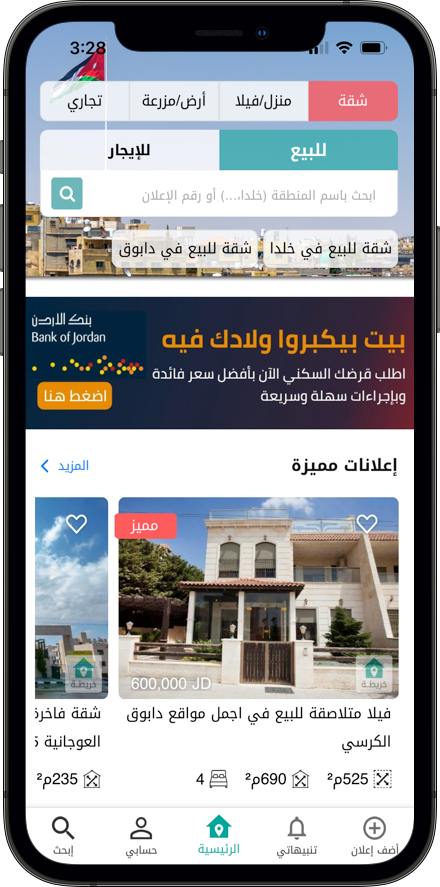 3:28
شقة
منزل/فيلا
أرض/مزرعة
تجاري
للبيع
للإيجار
ابحث باسم المنطقة (خلدا،...) أو رقم الإعلان
شقة للبيع في خلدا
شقة للبيع في دابوق
بنك الاردن
Bank of Jordan
بيت بيكبروا ولادك فيه
اطلب قرضك السكني الآن بأفضل سعر فائدة
وبإجراءات سهلة وسريعة
اضغط هنا
إعلانات مميزة
المزيد
مميز
600,000 JD
خريطة
خريطة
فيلا متلاصقة للبيع في اجمل مواقع دابوق
الكرسي
525م²
690م²
4
شقة فاخرة
العوجانية 5
235م²
أضف إعلان
تنبيهاتي
الرئيسية
حسابي
إبحث